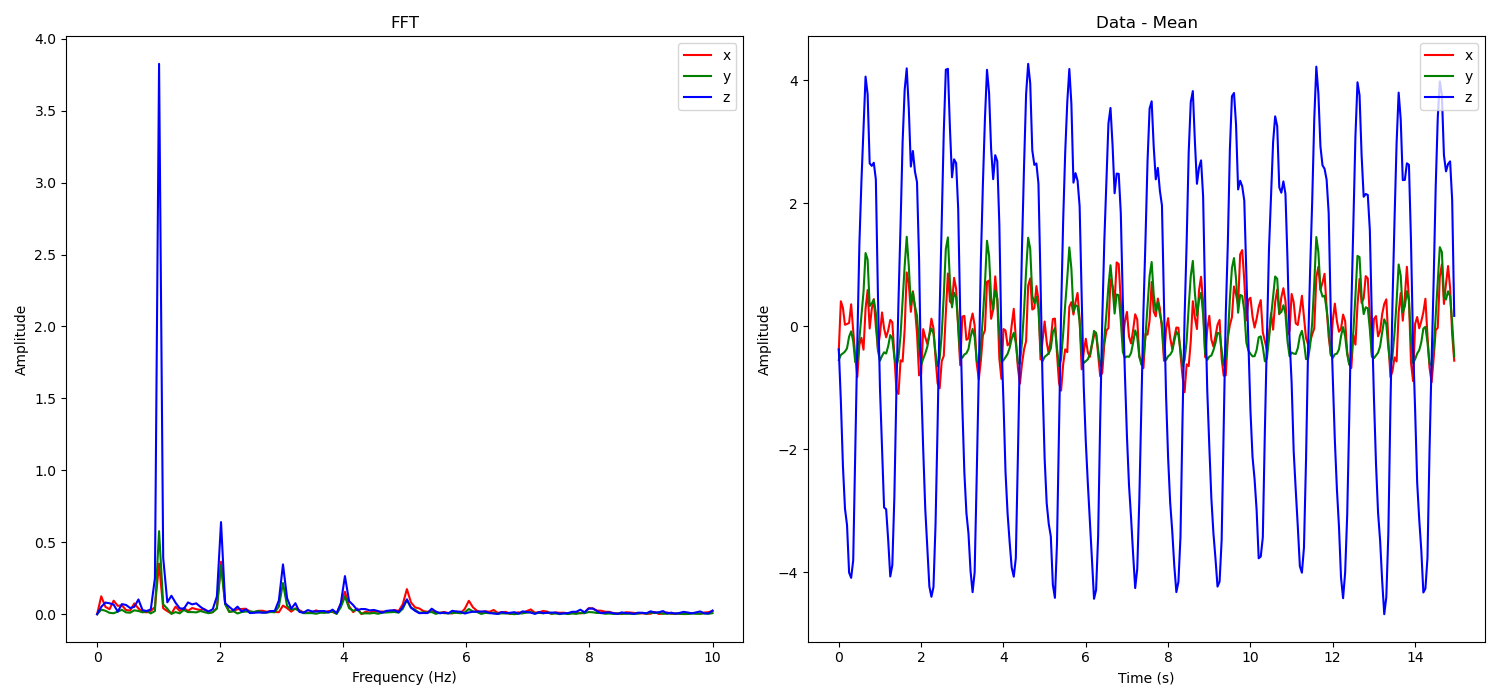 FFT
4.0
3.5
3.0
2.5
2.0
1.5
1.0
0.5
0.0
Amplitude
0 2 4 6 8 10
Frequency (Hz)
x
y
z
Data - Mean
4
2
0
−2
−4
Amplitude
0 2 4 6 8 10 12 14
Time (s)
x
y
z